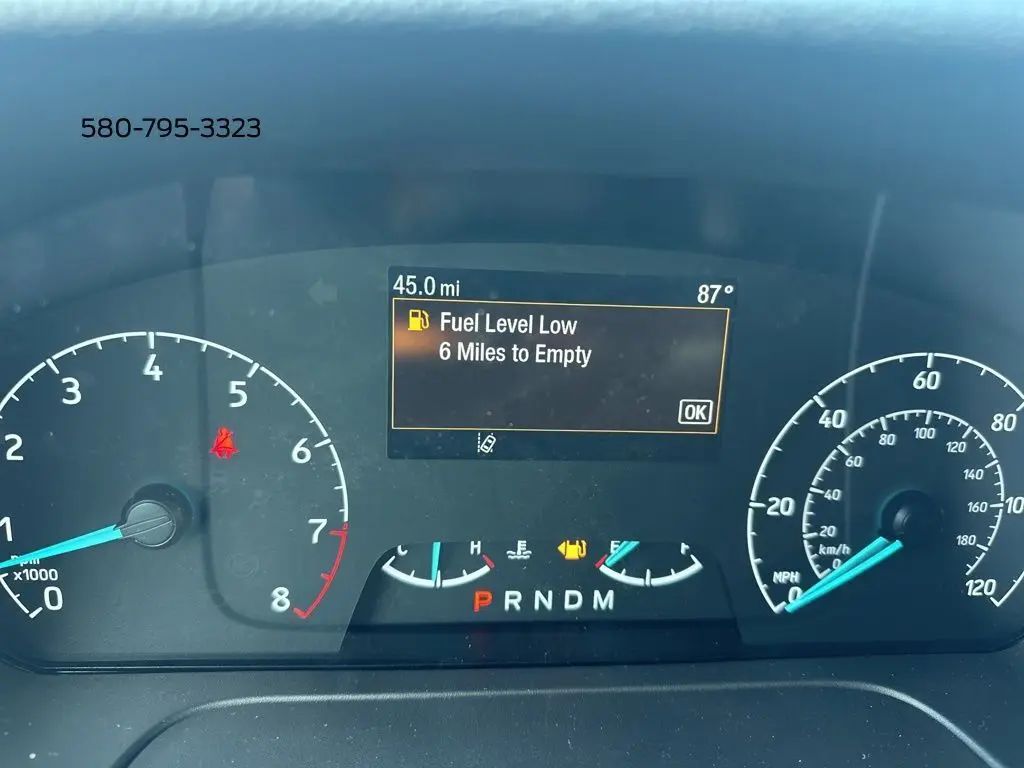 580-795-3323
45.0 mi 87°
Fuel Level Low
6 Miles to Empty
OK
1 2 3 4 5 6 7 8
x1000
0
20 40 60 80
20 40 60 80 100 120 140 160 180
km/h
0
MPH
0
120
H E F
P R N D M